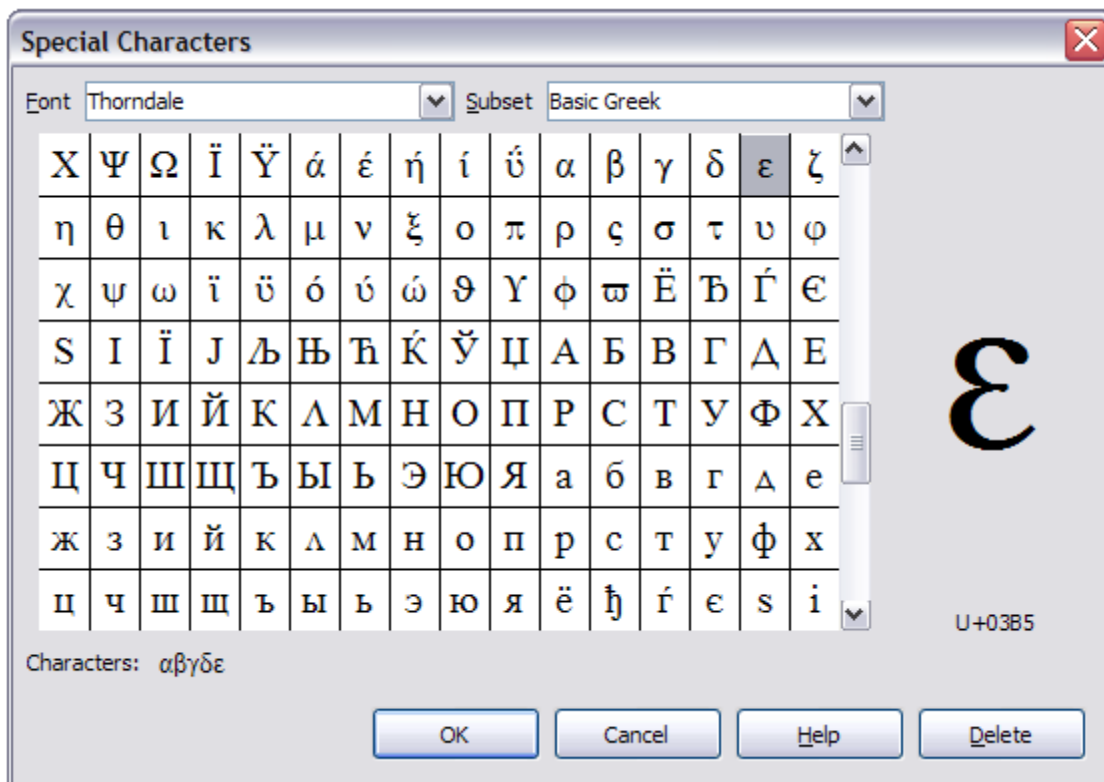 Special Characters
Font Thorndale Subset Basic Greek
Χ Ψ Ω Ϊ Ϋ ά έ ή ί ΰ α β γ δ ε ζ
η θ ι κ λ μ ν ξ ο π ρ ς σ τ υ φ
χ ψ ω ϊ ϋ ό ύ ώ ϑ ϒ ϕ ϖ Ё Ђ Ѓ Є
Ѕ І Ї Ј Љ Њ Ћ Ќ Ў Џ А Б В Г Д Е
Ж З И Й К Л М Н О П Р С Т У Ф Х
Ц Ч Ш Щ Ъ Ы Ь Э Ю Я а б в г д е
ж з и й к л м н о п р с т у ф х
ц ч ш щ ъ ы ь э ю я ё ђ ѓ є ѕ і
ε
U+03B5
Characters: αβγδε
OK Cancel Help Delete